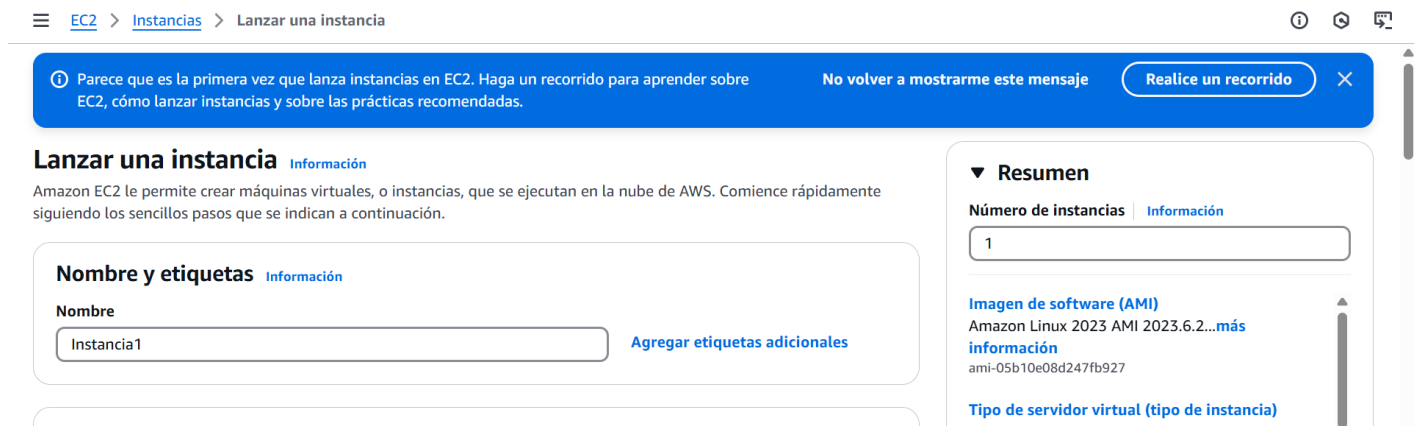 EC2 > Instancias > Lanzar una instancia
Parece que es la primera vez que lanza instancias en EC2. Haga un recorrido para aprender sobre
EC2, cómo lanzar instancias y sobre las prácticas recomendadas.
No volver a mostrarme este mensaje
Realice un recorrido
Lanzar una instancia Información
Amazon EC2 le permite crear máquinas virtuales, o instancias, que se ejecutan en la nube de AWS. Comience rápidamente
siguiendo los sencillos pasos que se indican a continuación.
Nombre y etiquetas Información
Nombre
Instancia1
Agregar etiquetas adicionales
Resumen
Número de instancias Información
1
Imagen de software (AMI)
Amazon Linux 2023 AMI 2023.6.2...más
información
ami-05b10e08d247fb927
Tipo de servidor virtual (tipo de instancia)